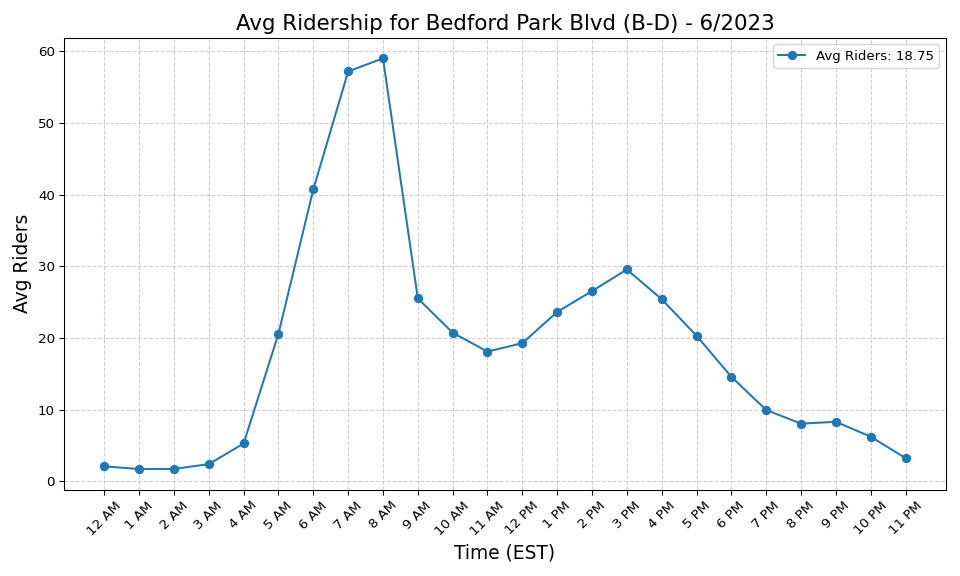 Avg Ridership for Bedford Park Blvd (B-D) - 6/2023
Avg Riders: 18.75
Avg Riders
60
50
40
30
20
10
0
12 AM
1 AM
2 AM
3 AM
4 AM
5 AM
6 AM
7 AM
8 AM
9 AM
10 AM
11 AM
12 PM
1 PM
2 PM
3 PM
4 PM
5 PM
6 PM
7 PM
8 PM
9 PM
10 PM
11 PM
Time (EST)